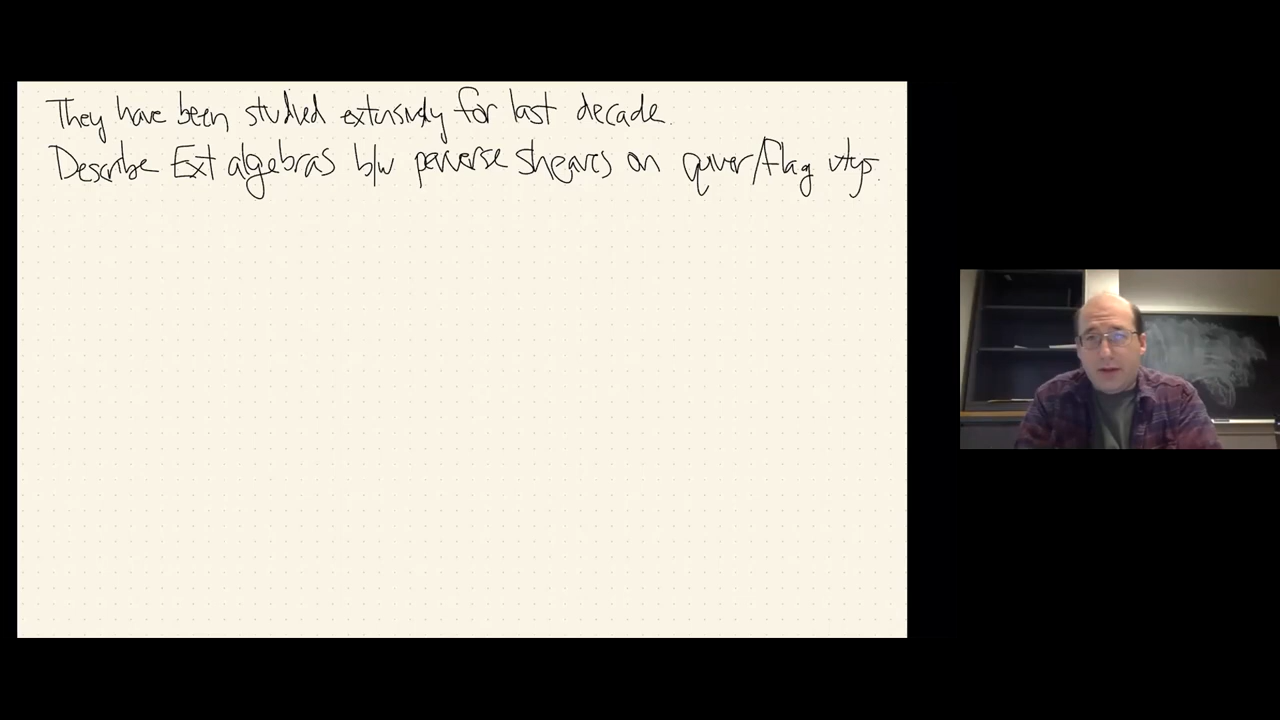 They have been studied extensively for last decade.
Describe Ext algebras b/w perverse sheaves on quiver/flag vtys.